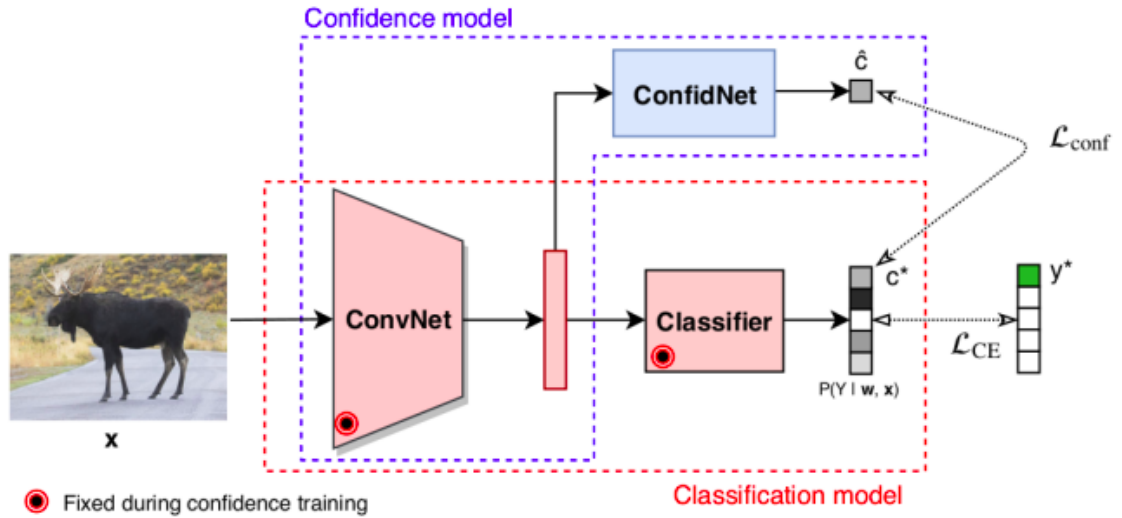 Confidence model
ConfidNet
ĉ
ℒconf
ConvNet
Classifier
c*
y*
ℒCE
P(Y | w, x)
x
Fixed during confidence training
Classification model